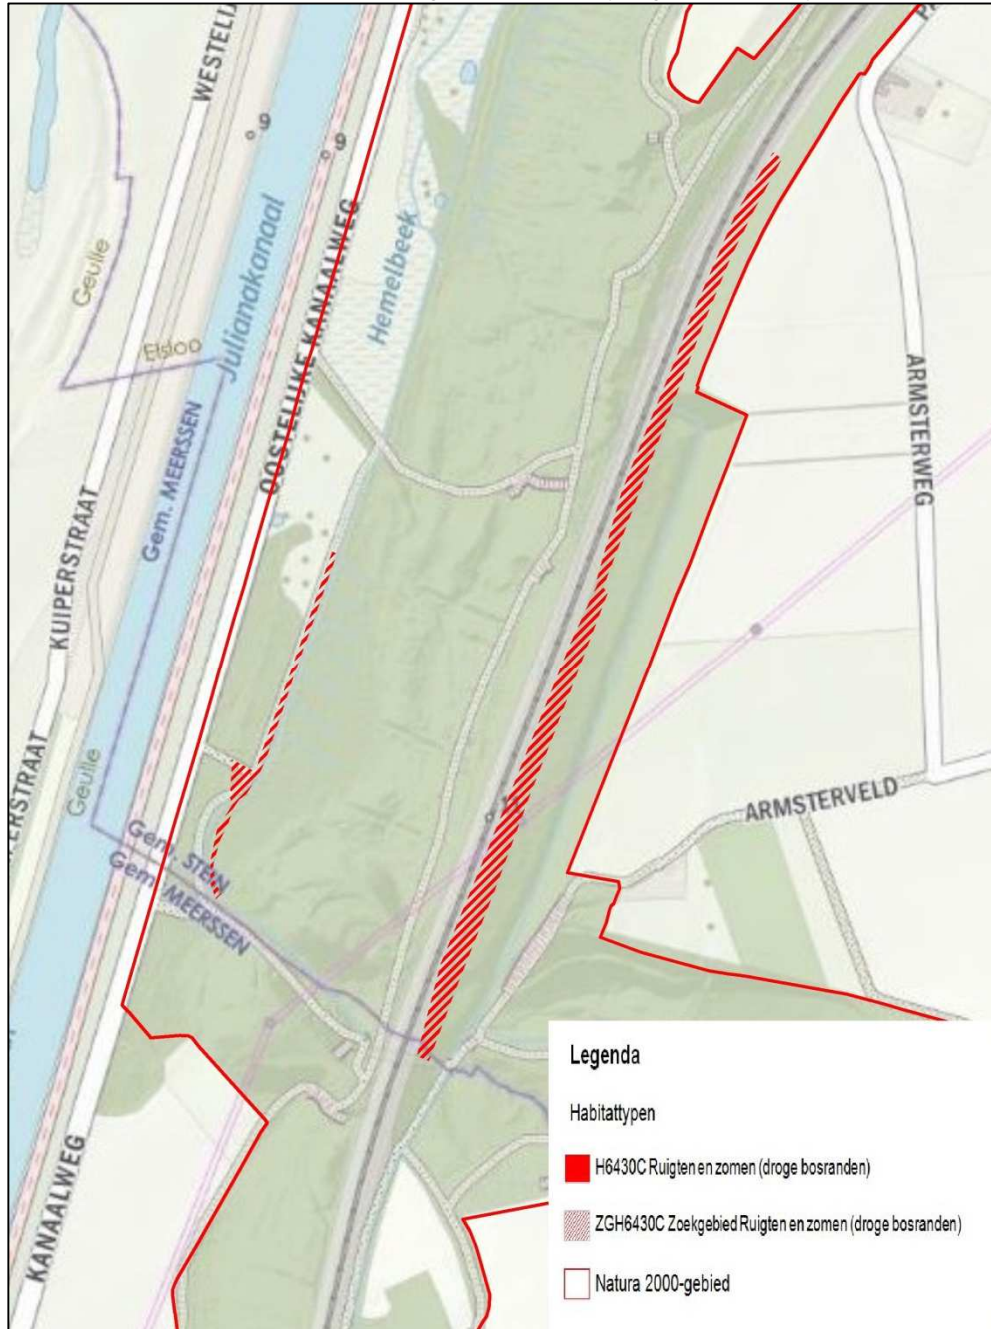 WESTELIJ
9
9
Geulle
Elsloo
Julianakanaal
Hemelbeek
OOSTELIJKE KANAALWEG
ARMSTERWEG
Gem. MEERSSEN
KUIPERSTRAAT
ERSTRAAT
Geulle
Gem. STEIN
Gem. MEERSSEN
ARMSTERVELD
KANAALWEG
Legenda
Habitattypen
H6430C Ruigten en zomen (droge bosranden)
ZGH6430C Zoekgebied Ruigten en zomen (droge bosranden)
Natura 2000-gebied